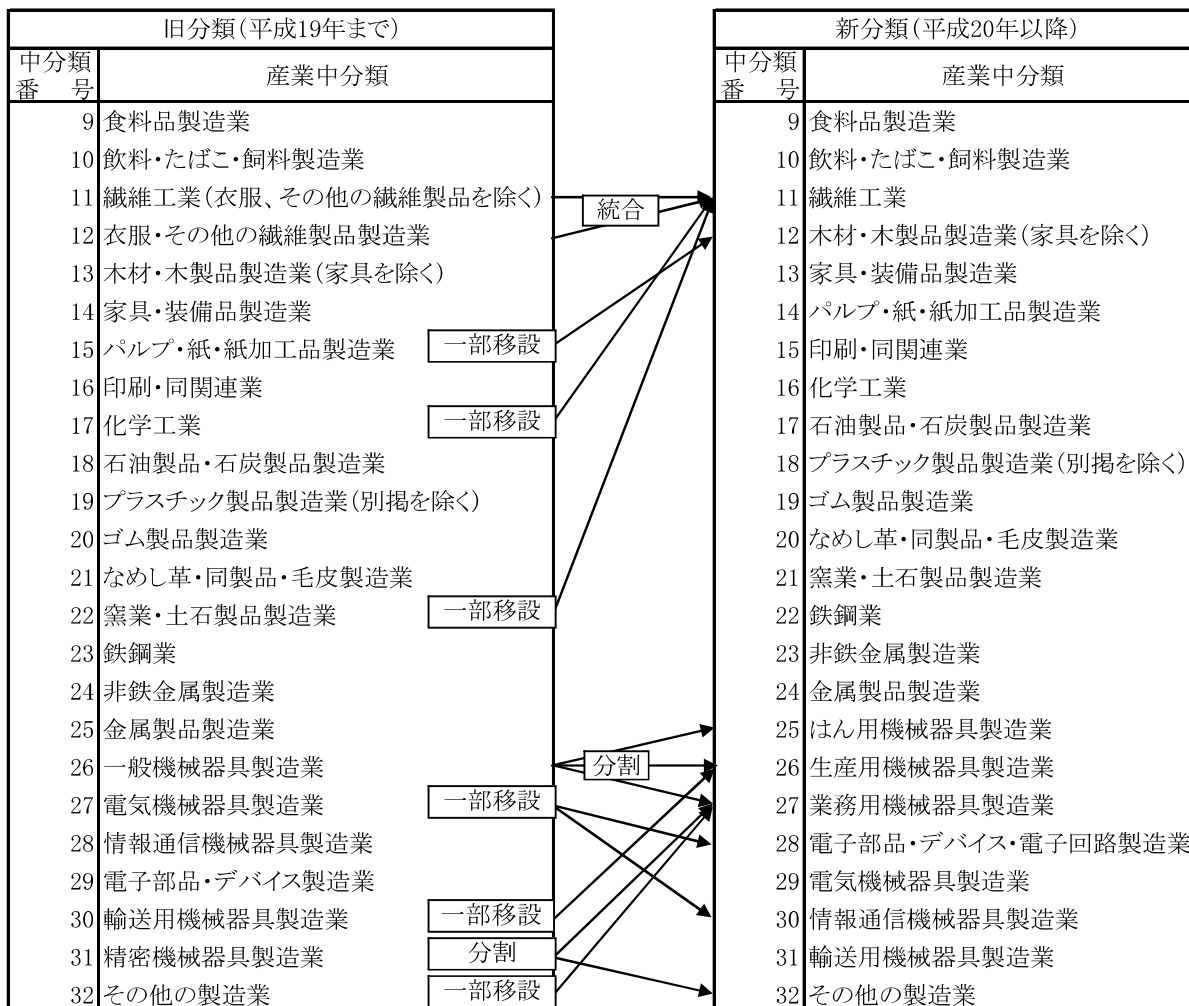 旧分類(平成19年まで)
中分類
番 号
産業中分類
9 食料品製造業
10 飲料・たばこ・飼料製造業
11 繊維工業(衣服、その他の繊維製品を除く)
12 衣服・その他の繊維製品製造業
13 木材・木製品製造業(家具を除く)
14 家具・装備品製造業
15 パルプ・紙・紙加工品製造業 一部移設
16 印刷・同関連業
17 化学工業 一部移設
18 石油製品・石炭製品製造業
19 プラスチック製品製造業(別掲を除く)
20 ゴム製品製造業
21 なめし革・同製品・毛皮製造業
22 窯業・土石製品製造業 一部移設
23 鉄鋼業
24 非鉄金属製造業
25 金属製品製造業
26 一般機械器具製造業
27 電気機械器具製造業 一部移設
28 情報通信機械器具製造業
29 電子部品・デバイス製造業
30 輸送用機械器具製造業 一部移設
31 精密機械器具製造業 分割
32 その他の製造業 一部移設
統合
分割
新分類(平成20年以降)
中分類
番 号
産業中分類
9 食料品製造業
10 飲料・たばこ・飼料製造業
11 繊維工業
12 木材・木製品製造業(家具を除く)
13 家具・装備品製造業
14 パルプ・紙・紙加工品製造業
15 印刷・同関連業
16 化学工業
17 石油製品・石炭製品製造業
18 プラスチック製品製造業(別掲を除く)
19 ゴム製品製造業
20 なめし革・同製品・毛皮製造業
21 窯業・土石製品製造業
22 鉄鋼業
23 非鉄金属製造業
24 金属製品製造業
25 はん用機械器具製造業
26 生産用機械器具製造業
27 業務用機械器具製造業
28 電子部品・デバイス・電子回路製造業
29 電気機械器具製造業
30 情報通信機械器具製造業
31 輸送用機械器具製造業
32 その他の製造業